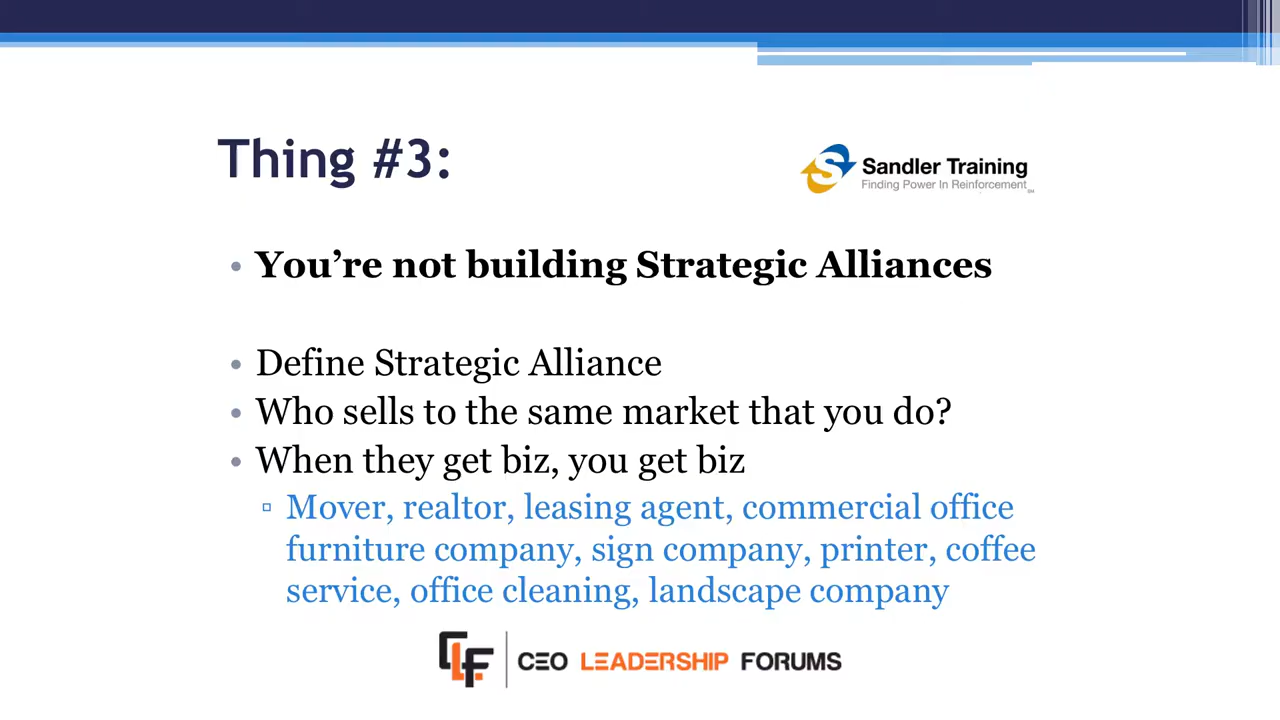 Thing #3:
Sandler Training
Finding Power In Reinforcement℠
• You’re not building Strategic Alliances
• Define Strategic Alliance
• Who sells to the same market that you do?
• When they get biz, you get biz
▫ Mover, realtor, leasing agent, commercial office
furniture company, sign company, printer, coffee
service, office cleaning, landscape company
CLF CEO LEADERSHIP FORUMS